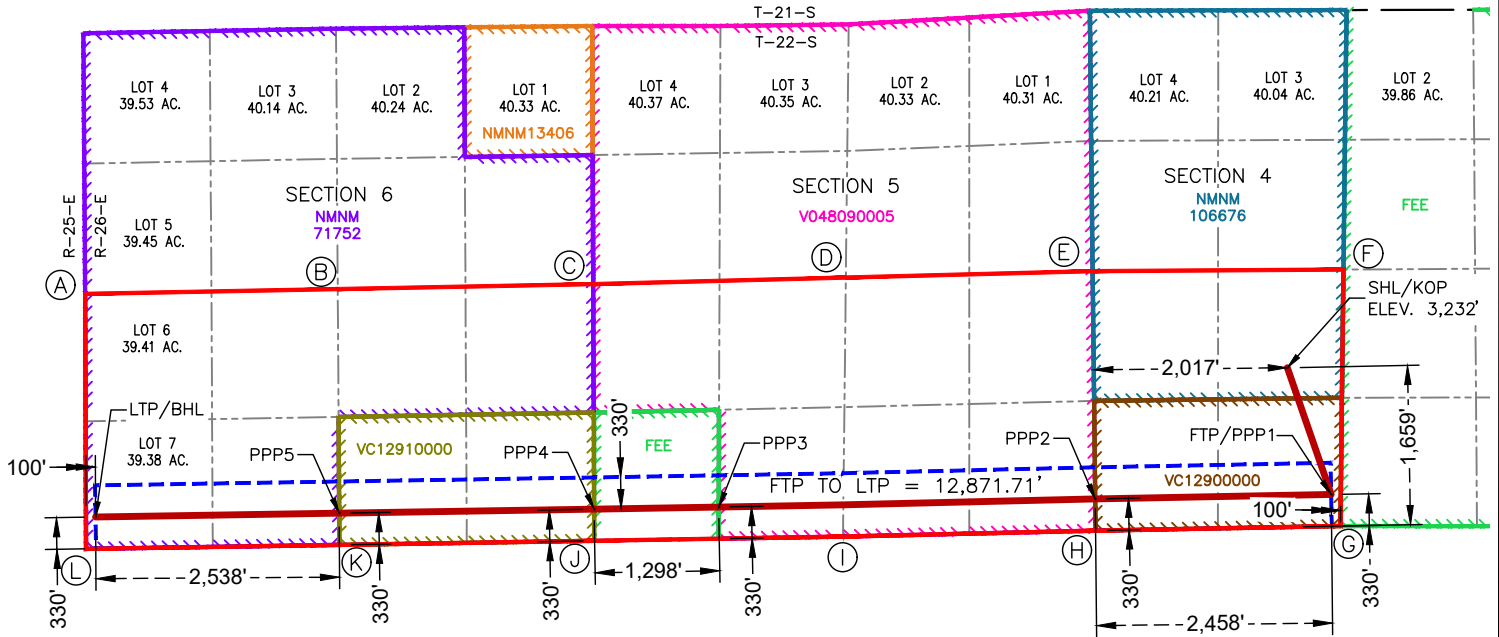 T-21-S
T-22-S
LOT 4
39.53 AC.
LOT 3
40.14 AC.
LOT 2
40.24 AC.
LOT 1
40.33 AC.
NMNM13406
LOT 4
40.37 AC.
LOT 3
40.35 AC.
LOT 2
40.33 AC.
LOT 1
40.31 AC.
LOT 4
40.21 AC.
LOT 3
40.04 AC.
LOT 2
39.86 AC.
R-25-E
R-26-E
LOT 5
39.45 AC.
SECTION 6
NMNM
71752
SECTION 5
V048090005
SECTION 4
NMNM
106676
FEE
A
B
C
D
E
F
SHL/KOP
ELEV. 3,232'
LOT 6
39.41 AC.
2,017'
1,659'
LTP/BHL
LOT 7
39.38 AC.
100'
PPP5
VC12910000
PPP4
330'
FEE
PPP3
PPP2
FTP/PPP1
FTP TO LTP = 12,871.71'
VC12900000
100'
L
K
J
I
H
G
330'
2,538'
330'
330'
1,298'
330'
330'
330'
2,458'